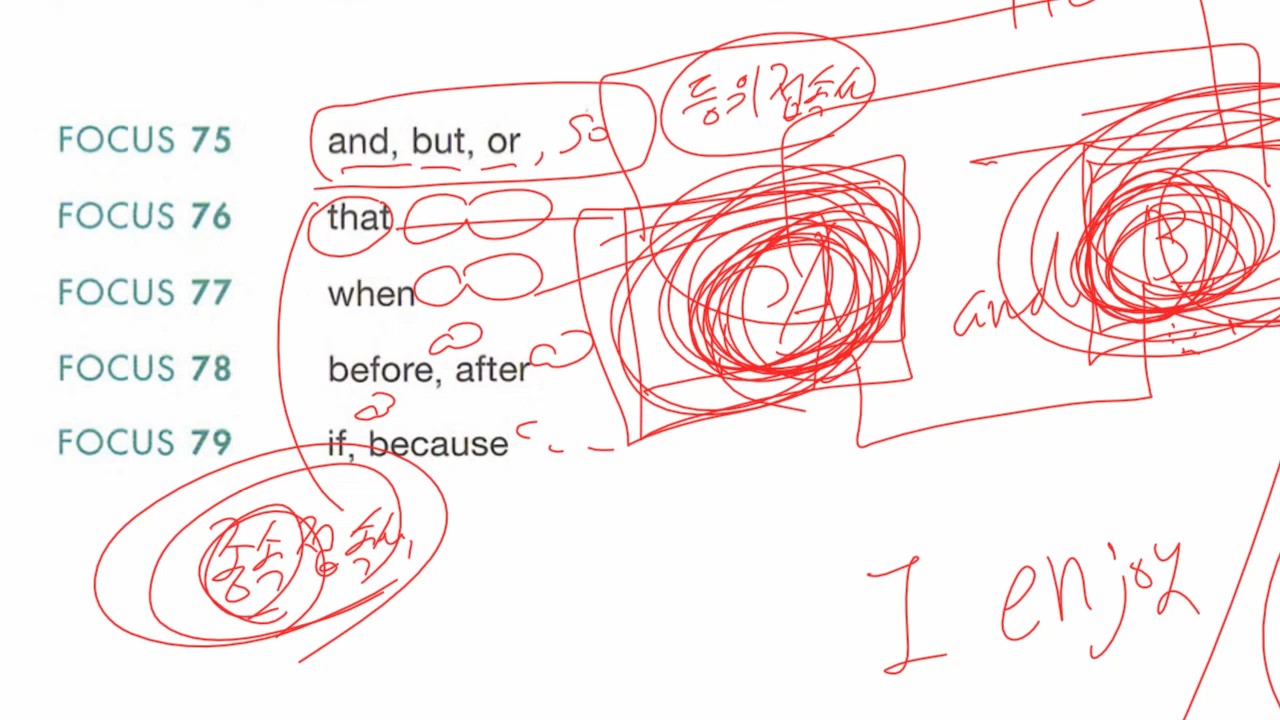 등위접속사
FOCUS 75 and, but, or , so
FOCUS 76 that
FOCUS 77 when
FOCUS 78 before, after
FOCUS 79 if, because
A and B
종속접속사
I enjoy